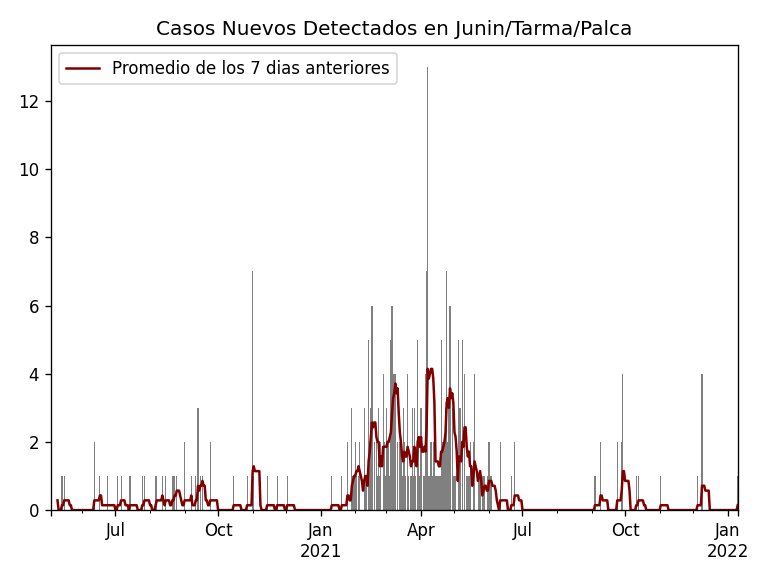 Casos Nuevos Detectados en Junin/Tarma/Palca
Promedio de los 7 dias anteriores
12
10
8
6
4
2
0
Jul
Oct
Jan
2021
Apr
Jul
Oct
Jan
2022